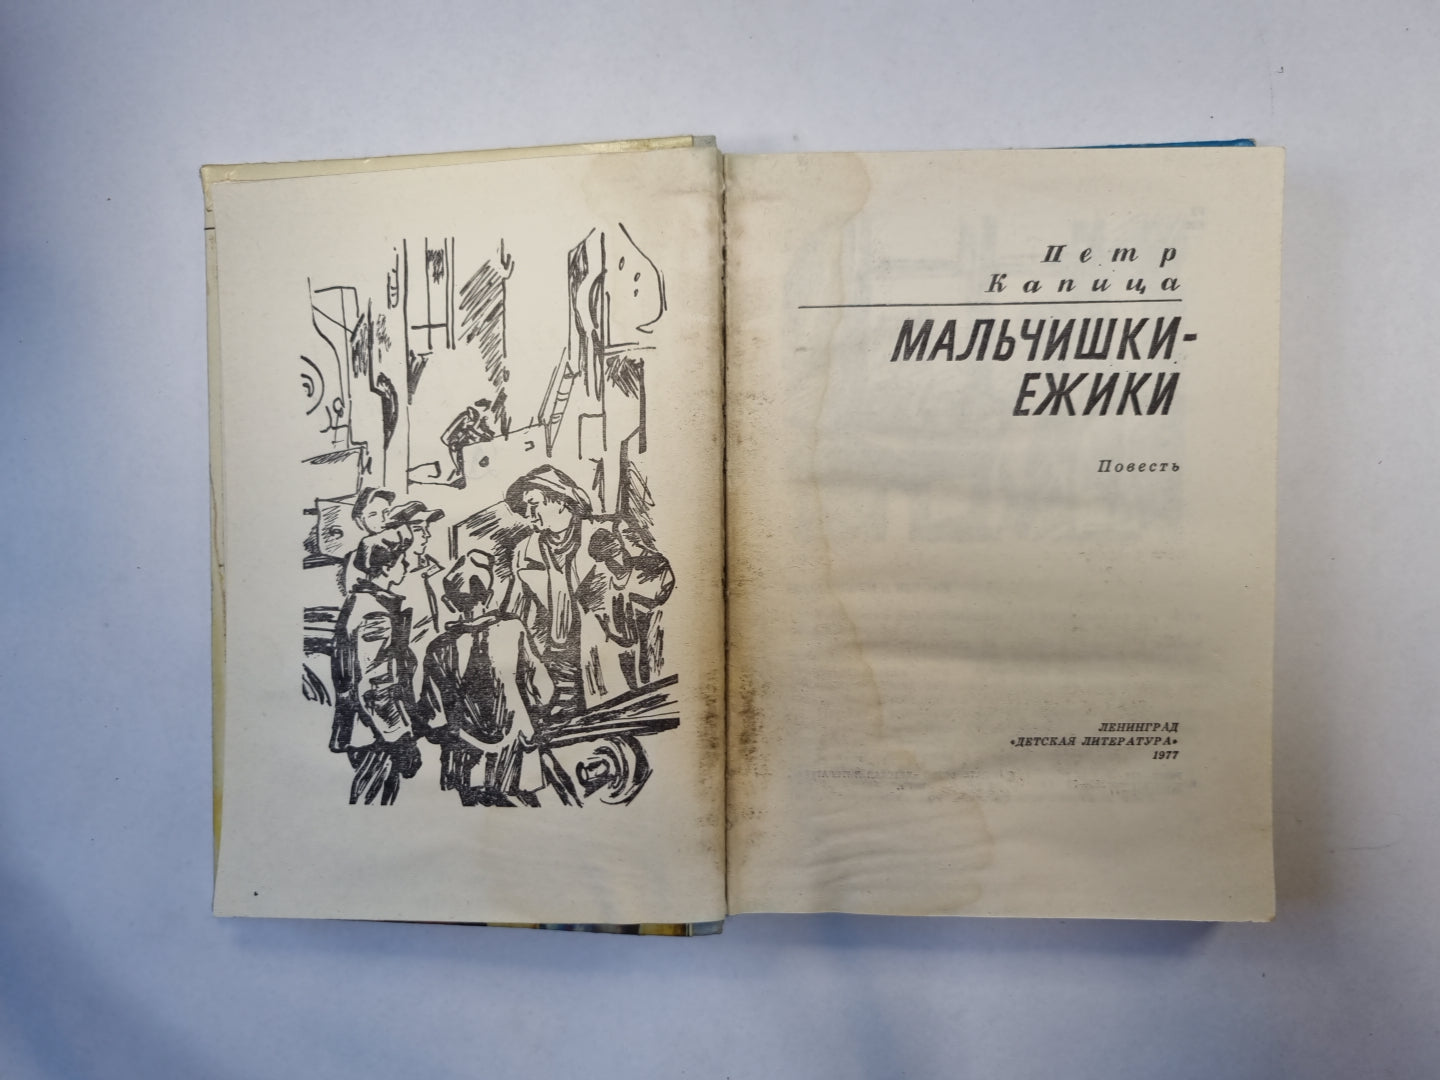 Петр
Капица
МАЛЬЧИШКИ-
ЕЖИКИ
Повесть
ЛЕНИНГРАД
«ДЕТСКАЯ ЛИТЕРАТУРА»
1977